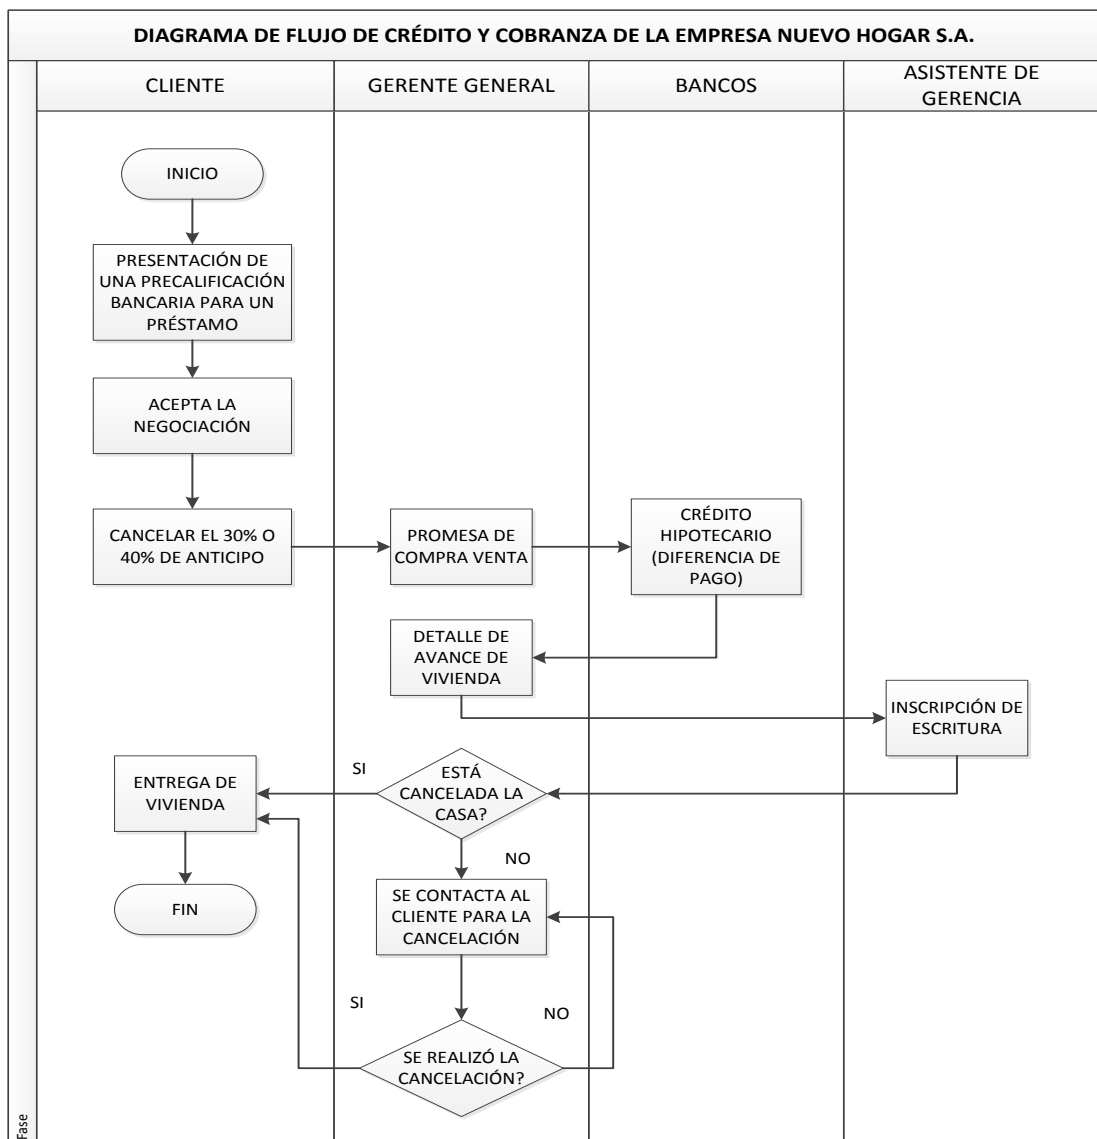 DIAGRAMA DE FLUJO DE CRÉDITO Y COBRANZA DE LA EMPRESA NUEVO HOGAR S.A.
CLIENTE
GERENTE GENERAL
BANCOS
ASISTENTE DE
GERENCIA
INICIO
PRESENTACIÓN DE
UNA PRECALIFICACIÓN
BANCARIA PARA UN
PRÉSTAMO
ACEPTA LA
NEGOCIACIÓN
CANCELAR EL 30% O
40% DE ANTICIPO
PROMESA DE
COMPRA VENTA
CRÉDITO
HIPOTECARIO
(DIFERENCIA DE
PAGO)
DETALLE DE
AVANCE DE
VIVIENDA
INSCRIPCIÓN DE
ESCRITURA
ESTÁ
CANCELADA LA
CASA?
SI
ENTREGA DE
VIVIENDA
NO
FIN
SE CONTACTA AL
CLIENTE PARA LA
CANCELACIÓN
SI
NO
SE REALIZÓ LA
CANCELACIÓN?
Fase